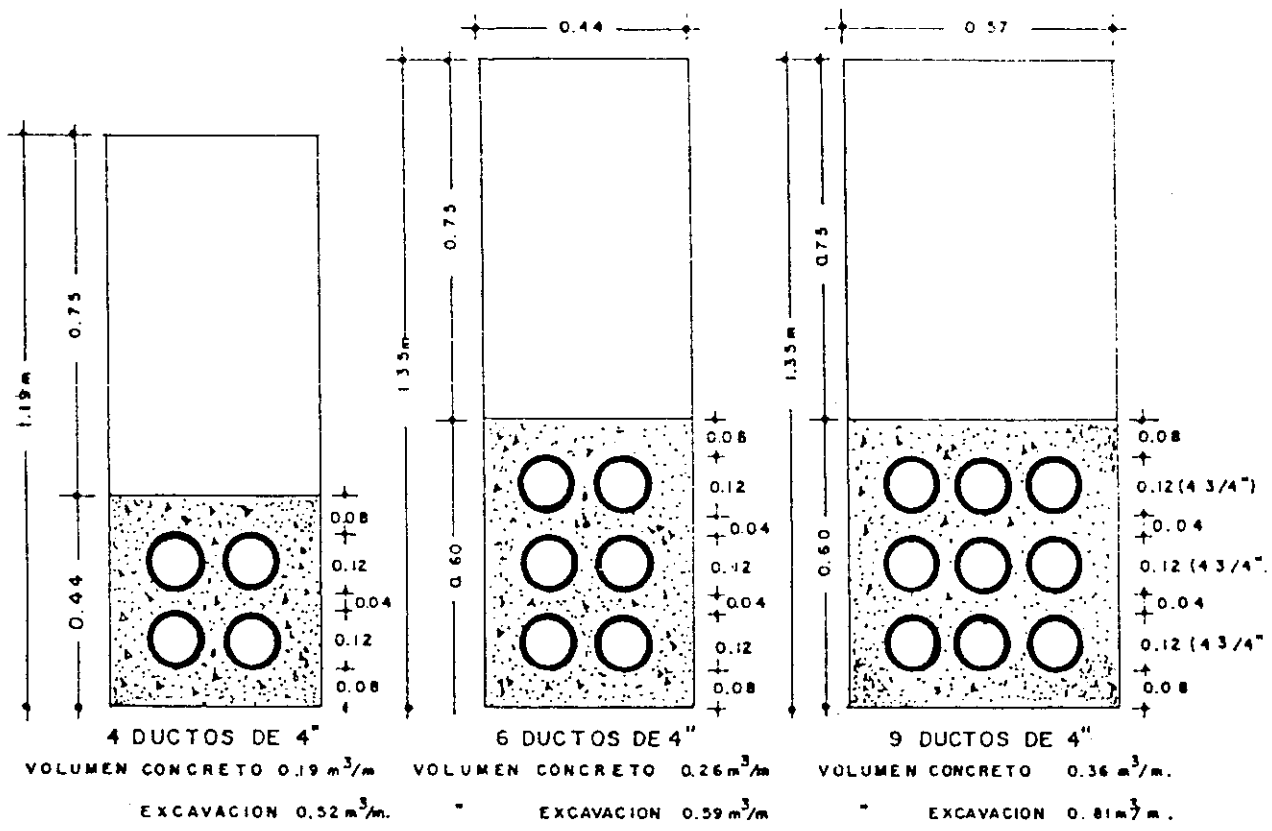 0.44
0.57
1.19m
0.75
0.44
0.08
0.12
0.04
0.12
0.08
1.35m
0.75
0.60
0.08
0.12
0.04
0.12
0.04
0.12
0.08
1.35m
0.75
0.60
0.08
0.12 (4 3/4")
0.04
0.12 (4 3/4".
0.04
0.12 (4 3/4"
0.08
4 DUCTOS DE 4"
VOLUMEN CONCRETO 0.19 m³/m
EXCAVACION 0.52 m³/m.
6 DUCTOS DE 4"
VOLUMEN CONCRETO 0.26 m³/m
" EXCAVACION 0.59 m³/m
9 DUCTOS DE 4"
VOLUMEN CONCRETO 0.36 m³/m.
" EXCAVACION 0.81 m³/m.